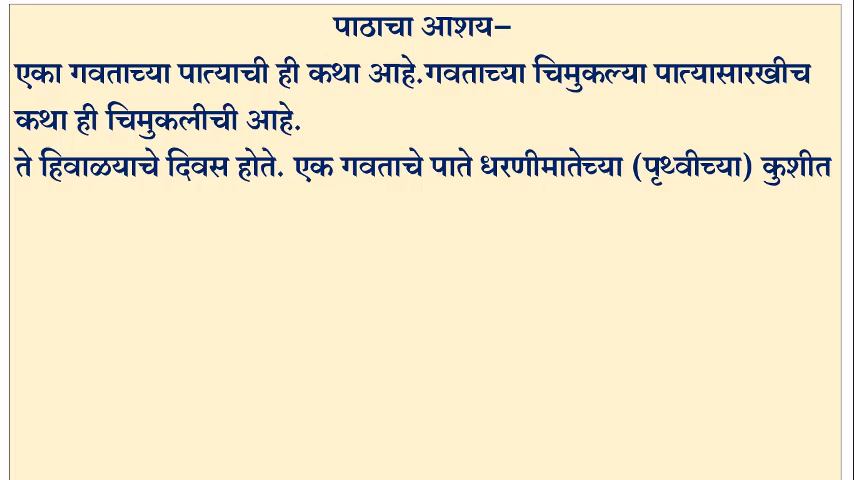 पाठाचा आशय–
एका गवताच्या पात्याची ही कथा आहे.गवताच्या चिमुकल्या पात्यासारखीच
कथा ही चिमुकलीची आहे.
ते हिवाळयाचे दिवस होते. एक गवताचे पाते धरणीमातेच्या (पृथ्वीच्या) कुशीत